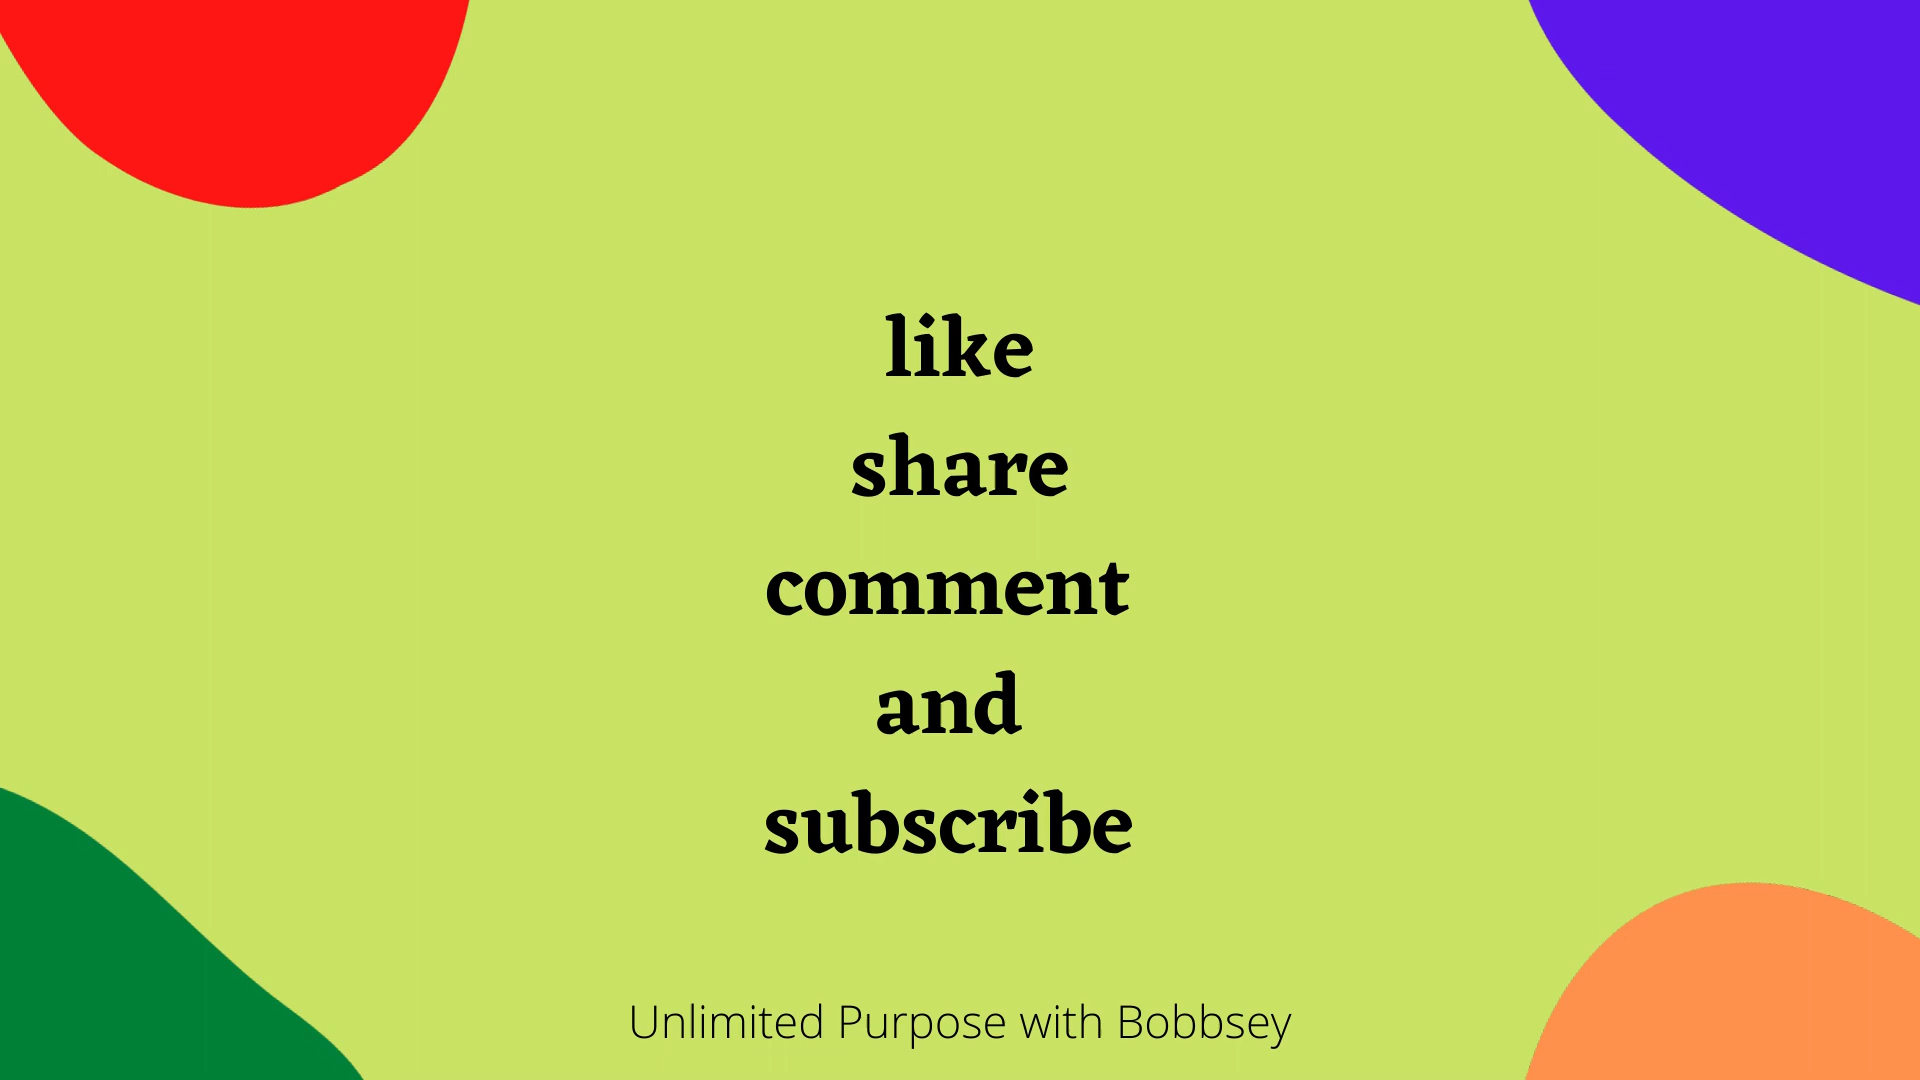 like
share
comment
and
subscribe
Unlimited Purpose with Bobbsey